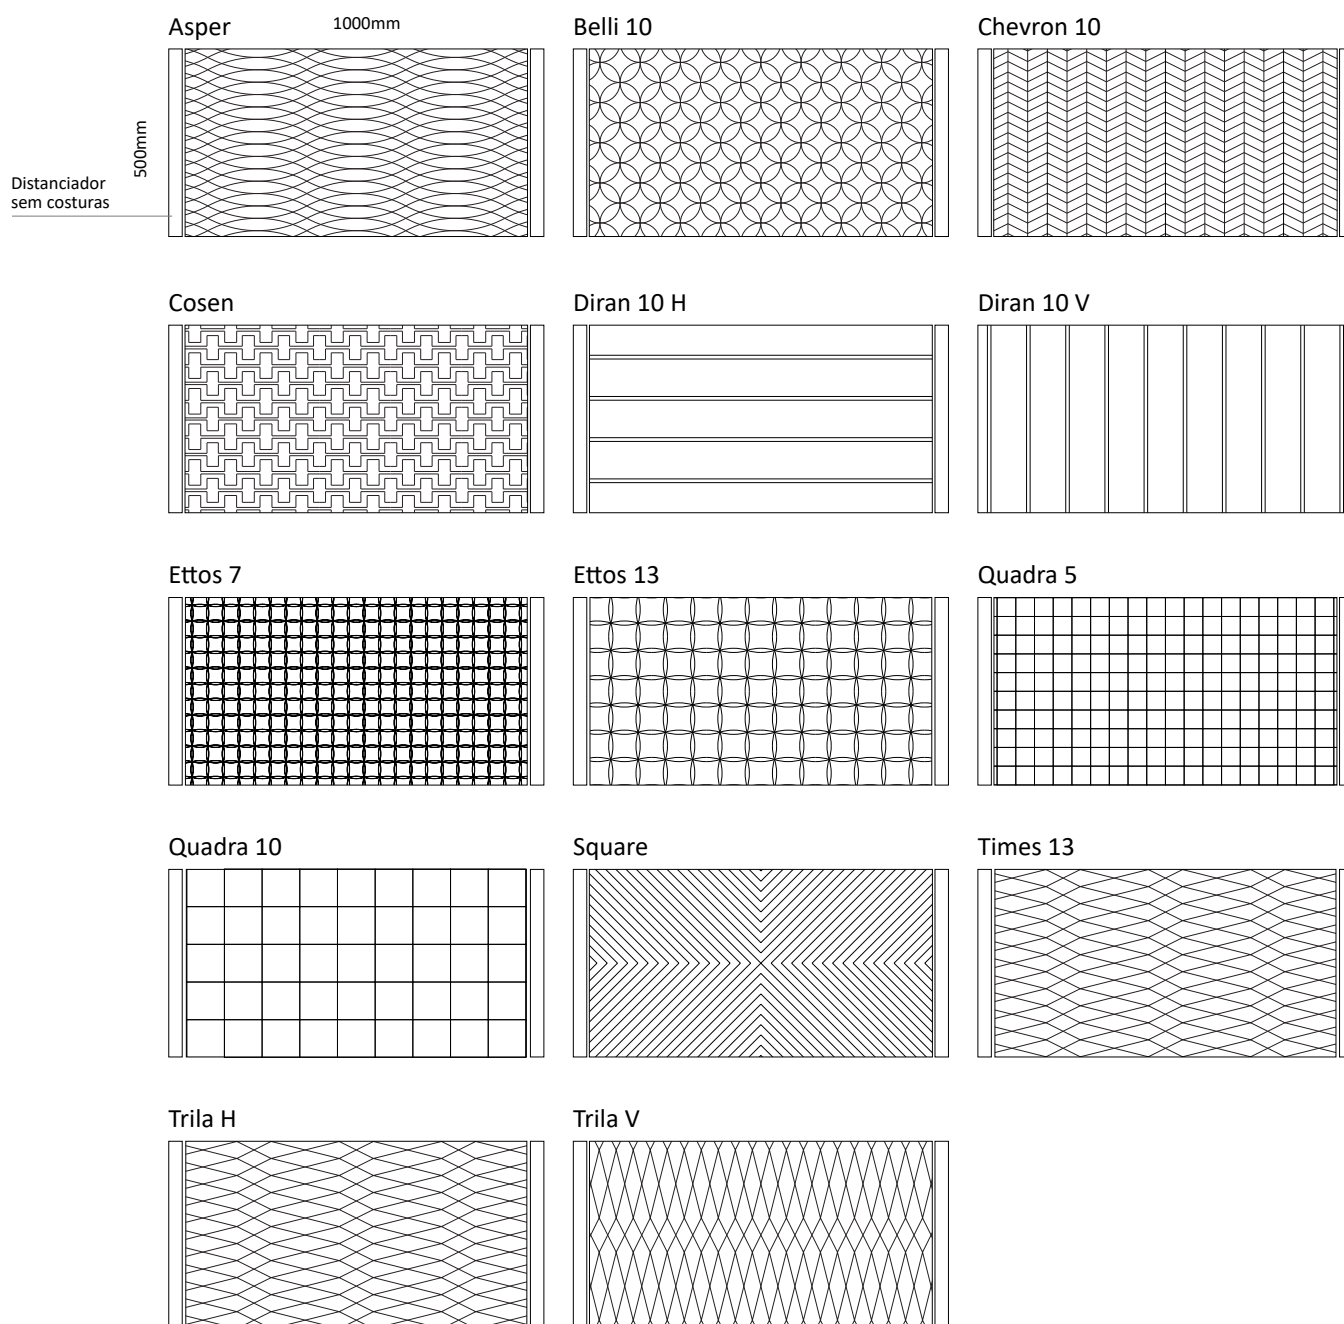 Asper
1000mm
Belli 10
Chevron 10
500mm
Distanciador
sem costuras
Cosen
Diran 10 H
Diran 10 V
Ettos 7
Ettos 13
Quadra 5
Quadra 10
Square
Times 13
Trila H
Trila V